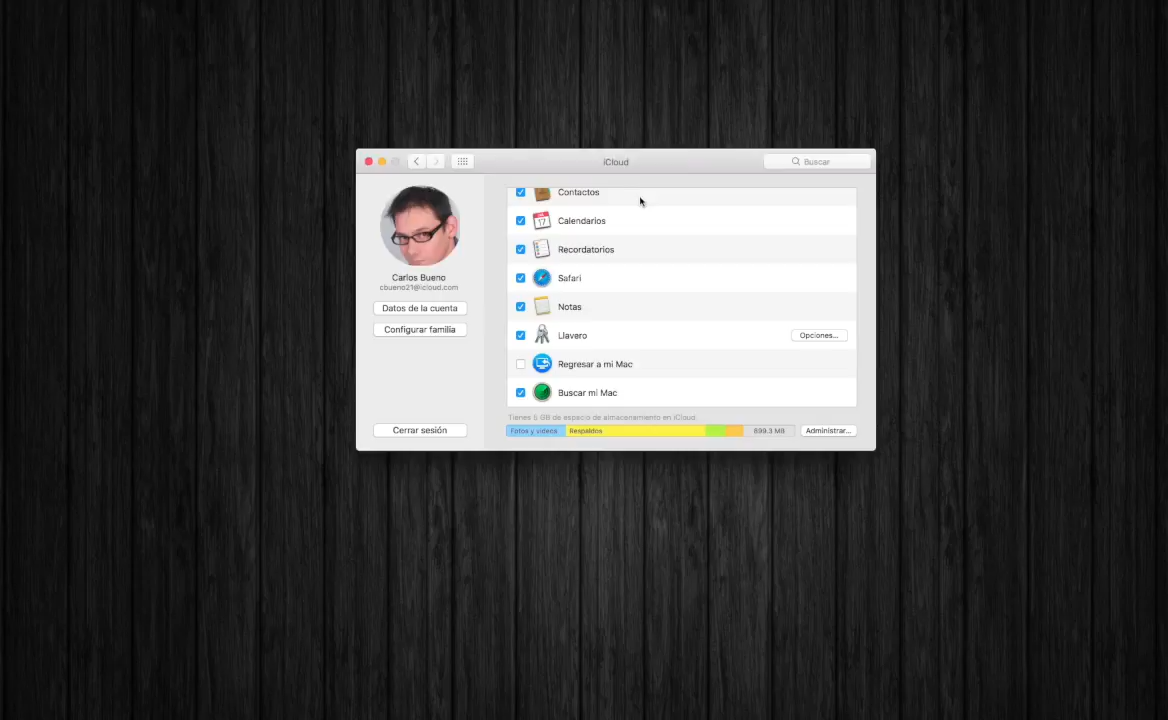 iCloud
Buscar
Contactos
Calendarios
Recordatorios
Safari
Notas
Llavero
Opciones...
Regresar a mi Mac
Buscar mi Mac
Carlos Bueno
cbueno21@icloud.com
Datos de la cuenta
Configurar familia
Cerrar sesión
Tienes 5 GB de espacio de almacenamiento en iCloud.
Fotos y videos
Respaldos
899.3 MB
Administrar...